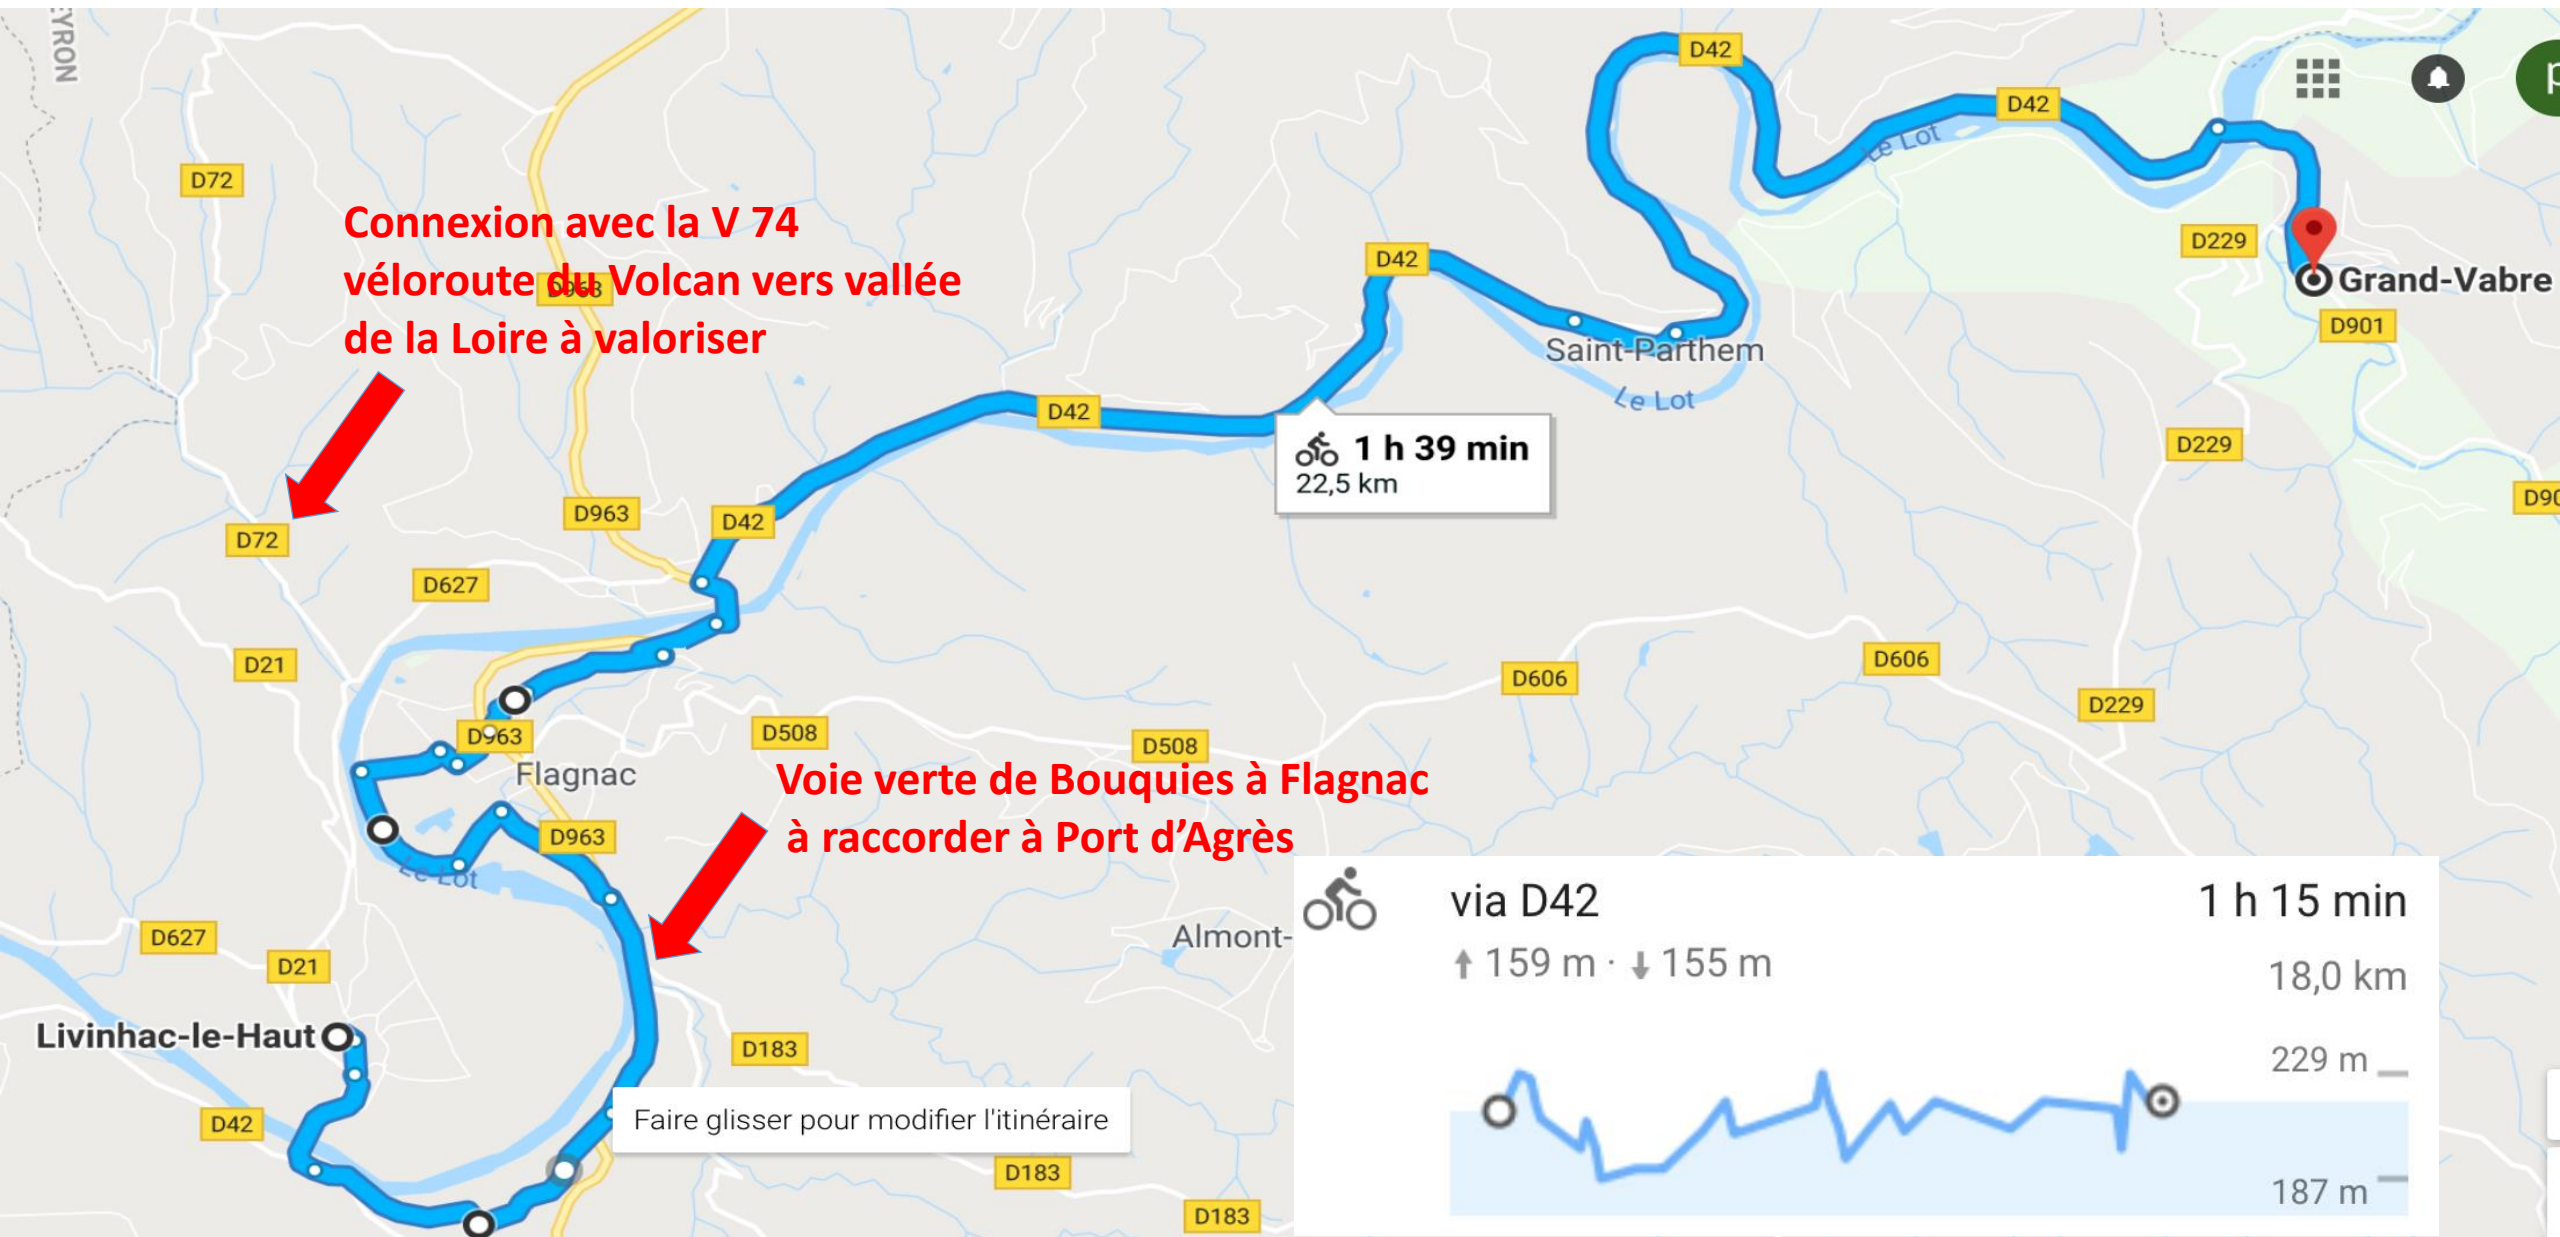 YRON
D42
D42
Le Lot
D72
Connexion avec la V 74
véloroute du Volcan vers vallée
de la Loire à valoriser
D963
D42
D229
Grand-Vabre
D901
Saint-Parthem
Le Lot
D42
1 h 39 min
22,5 km
D229
D963
D42
D72
D627
D21
D606
D606
D229
D963
D508
D508
Flagnac
Voie verte de Bouquies à Flagnac
à raccorder à Port d’Agrès
D963
Le Lot
D627
D21
Almont-
Livinhac-le-Haut
D183
D42
Faire glisser pour modifier l'itinéraire
D183
D183
via D42
1 h 15 min
159 m · 155 m
18,0 km
229 m
187 m